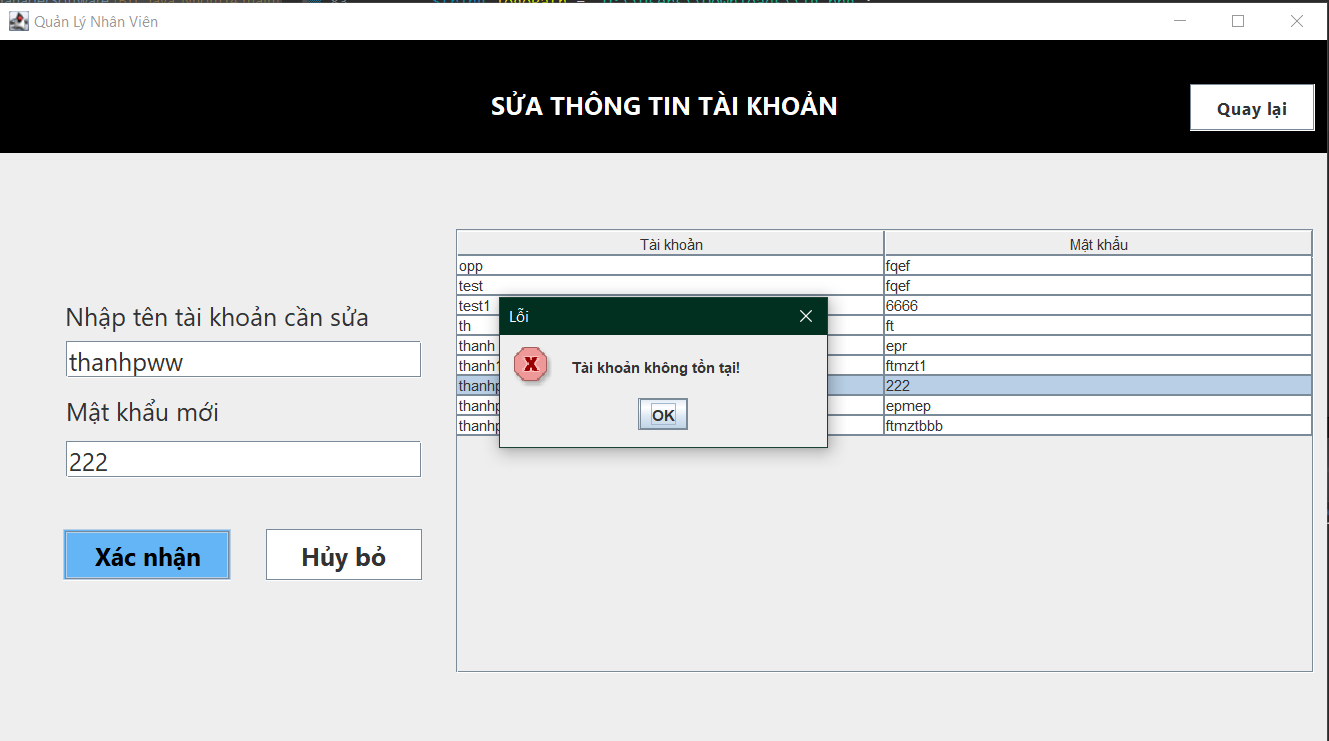 Quản Lý Nhân Viên
SỬA THÔNG TIN TÀI KHOẢN
Quay lại
Nhập tên tài khoản cần sửa
thanhpww
Mật khẩu mới
222
Xác nhận
Hủy bỏ
Tài khoản Mật khẩu
opp fqef
test fqef
test1 6666
th ft
thanh epr
thanh1 ftmzt1
222
epmep
ftmztbbb
Lỗi
Tài khoản không tồn tại!
OK